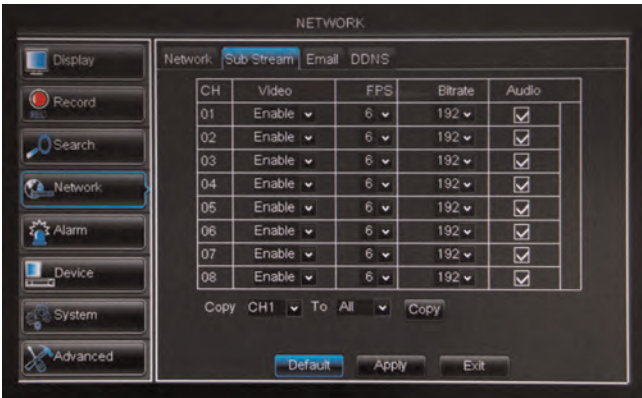 NETWORK
Display
Record
REC
Search
Network
Alarm
Device
System
Advanced
Network Sub Stream Email DDNS
CH Video FPS Bitrate Audio
01 Enable 6 192
02 Enable 6 192
03 Enable 6 192
04 Enable 6 192
05 Enable 6 192
06 Enable 6 192
07 Enable 6 192
08 Enable 6 192
Copy CH1 To All Copy
Default Apply Exit